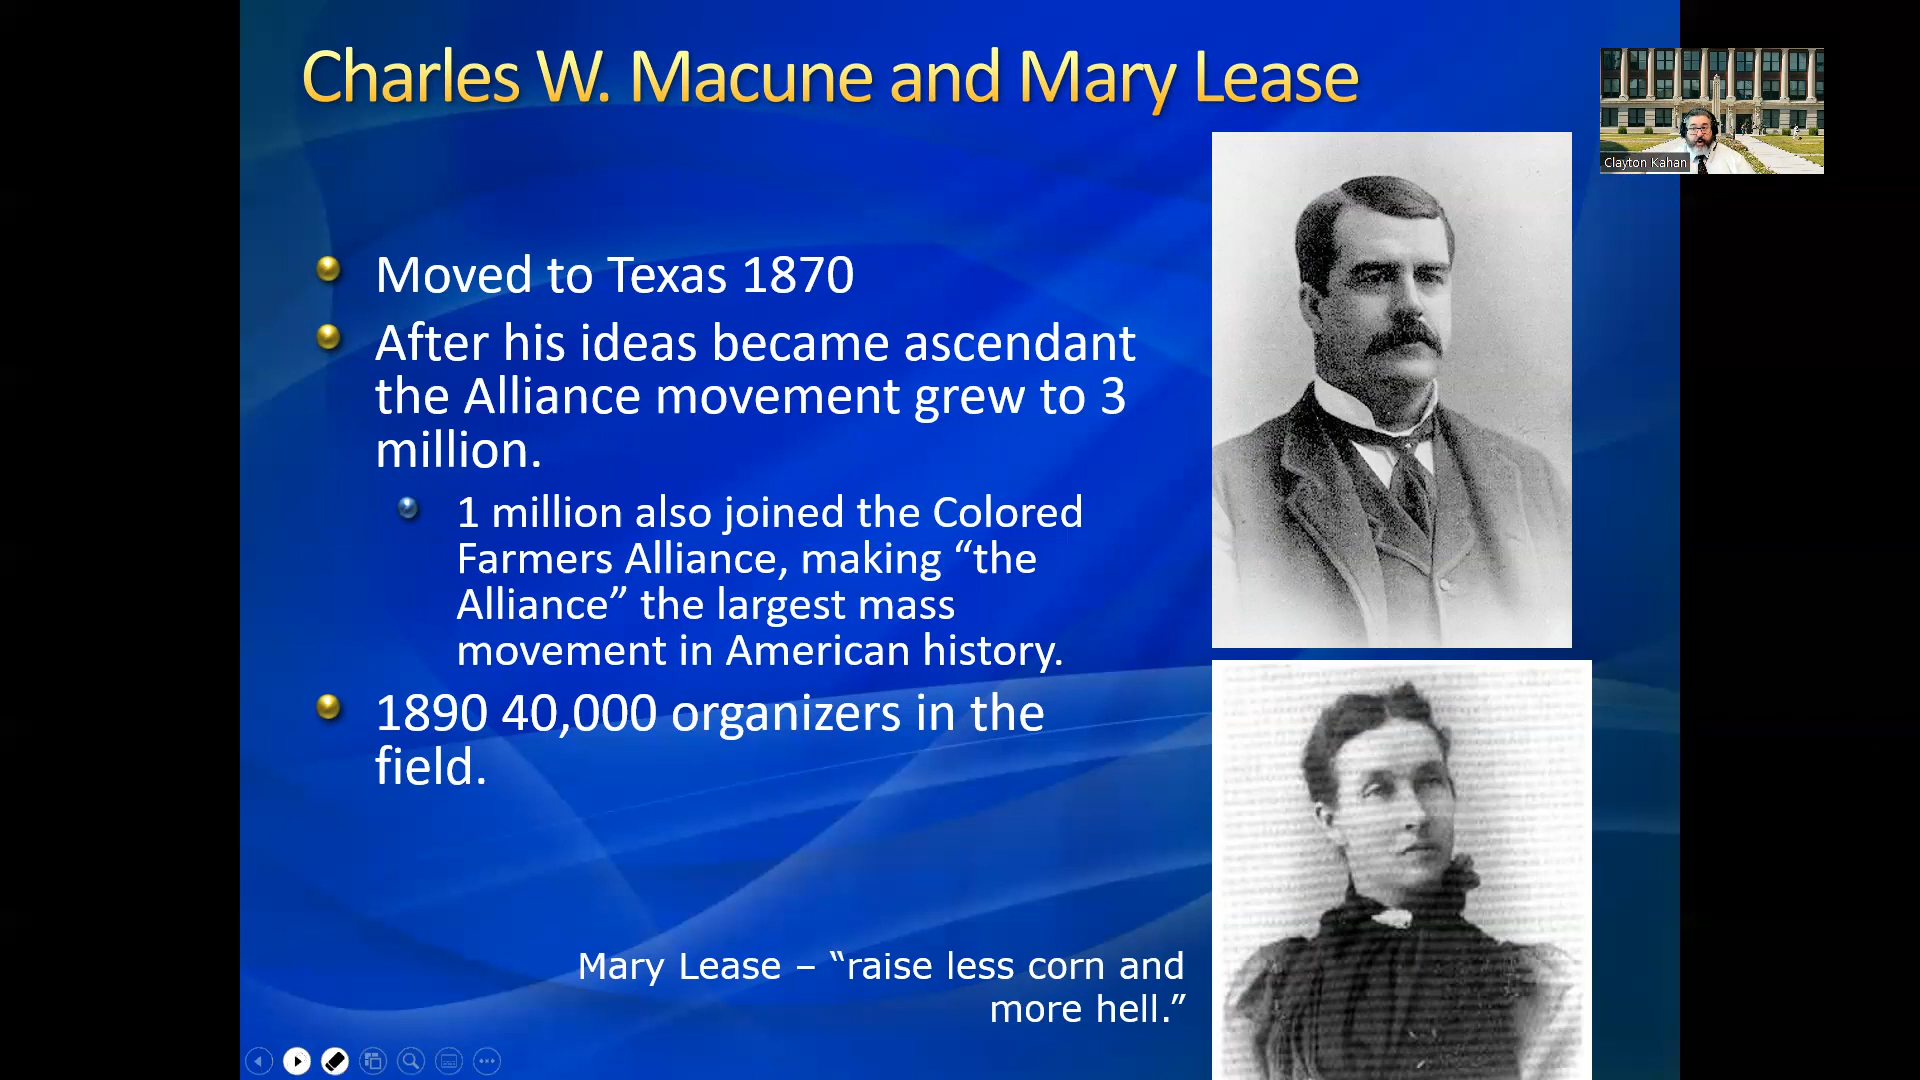 Charles W. Macune and Mary Lease
Clayton Kahan
Moved to Texas 1870
After his ideas became ascendant
the Alliance movement grew to 3
million.
1 million also joined the Colored
Farmers Alliance, making “the
Alliance” the largest mass
movement in American history.
1890 40,000 organizers in the
field.
Mary Lease – “raise less corn and
more hell.”